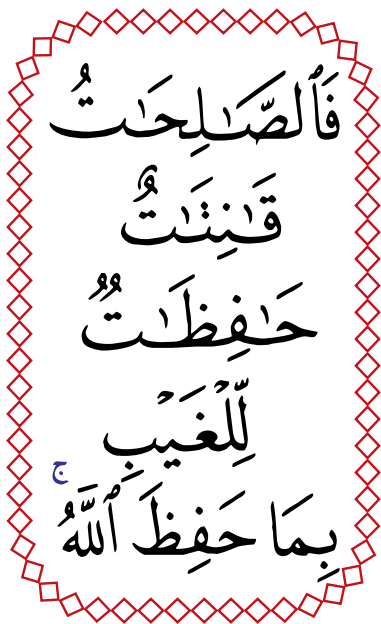 فَٱلصَّـٰلِحَـٰتُ
قَـٰنِتَـٰتٌ
حَـٰفِظَـٰتٌ
لِّلْغَيْبِ
بِمَا حَفِظَ ٱللَّهُ ۚ